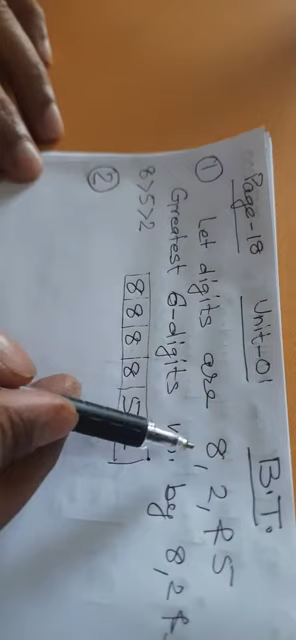 Page-18 Unit-01 B.T.
① Let digits are 8, 2, & 5
Greatest 6-digits by 8, 2 &
8>5>2
② 8 8 8 8 5